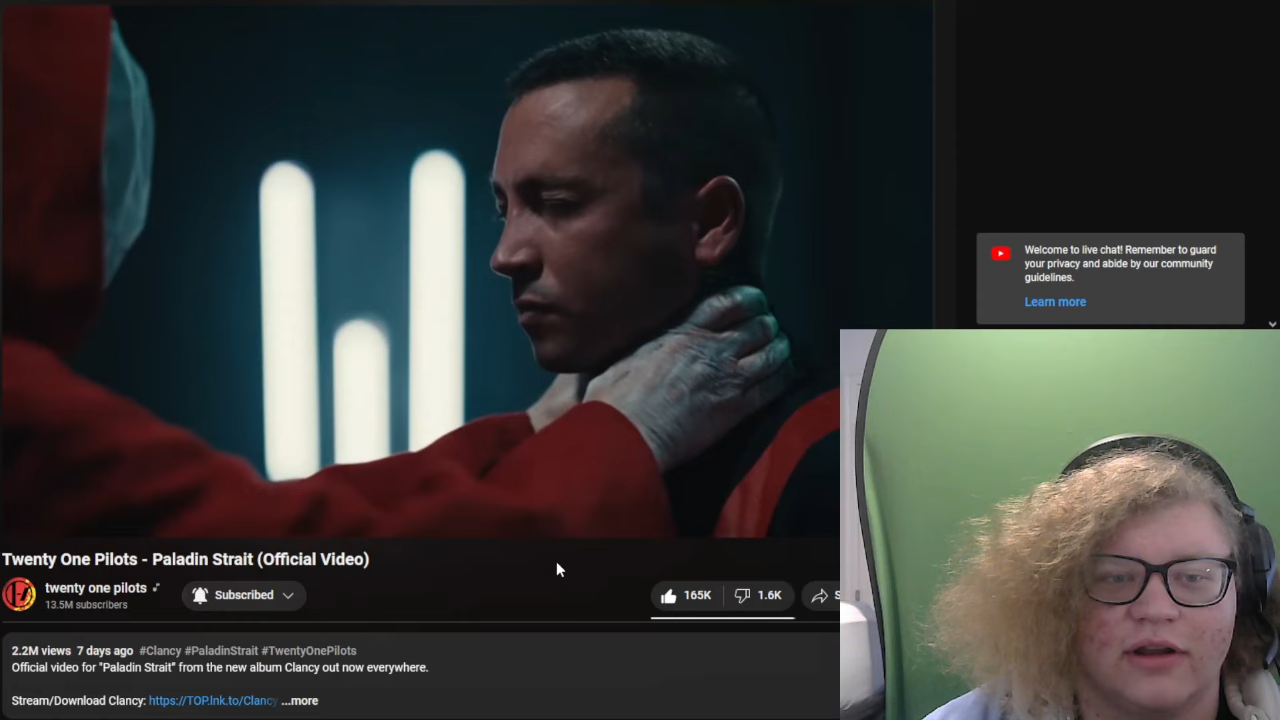 Welcome to live chat! Remember to guard
your privacy and abide by our community
guidelines.
Learn more
Twenty One Pilots - Paladin Strait (Official Video)
twenty one pilots
13.5M subscribers
Subscribed
165K
1.6K
S
2.2M views 7 days ago #Clancy #PaladinStrait #TwentyOnePilots
Official video for "Paladin Strait" from the new album Clancy out now everywhere.
Stream/Download Clancy: https://TOP.lnk.to/Clancy ...more